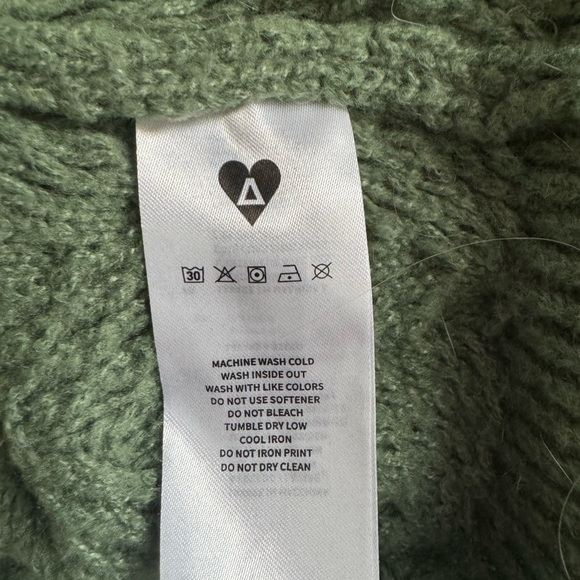 Δ
30
MACHINE WASH COLD
WASH INSIDE OUT
WASH WITH LIKE COLORS
DO NOT USE SOFTENER
DO NOT BLEACH
TUMBLE DRY LOW
COOL IRON
DO NOT IRON PRINT
DO NOT DRY CLEAN